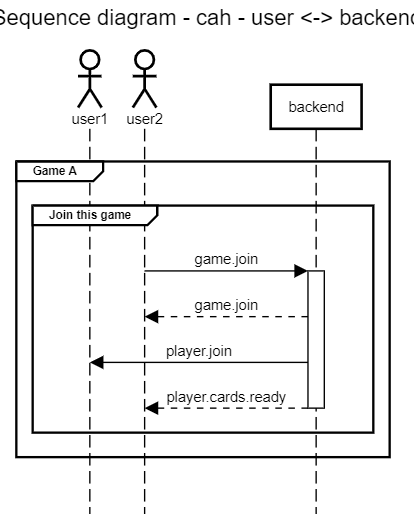 Sequence diagram - cah - user <-> backend
user1
user2
backend
Game A
Join this game
game.join
game.join
player.join
player.cards.ready